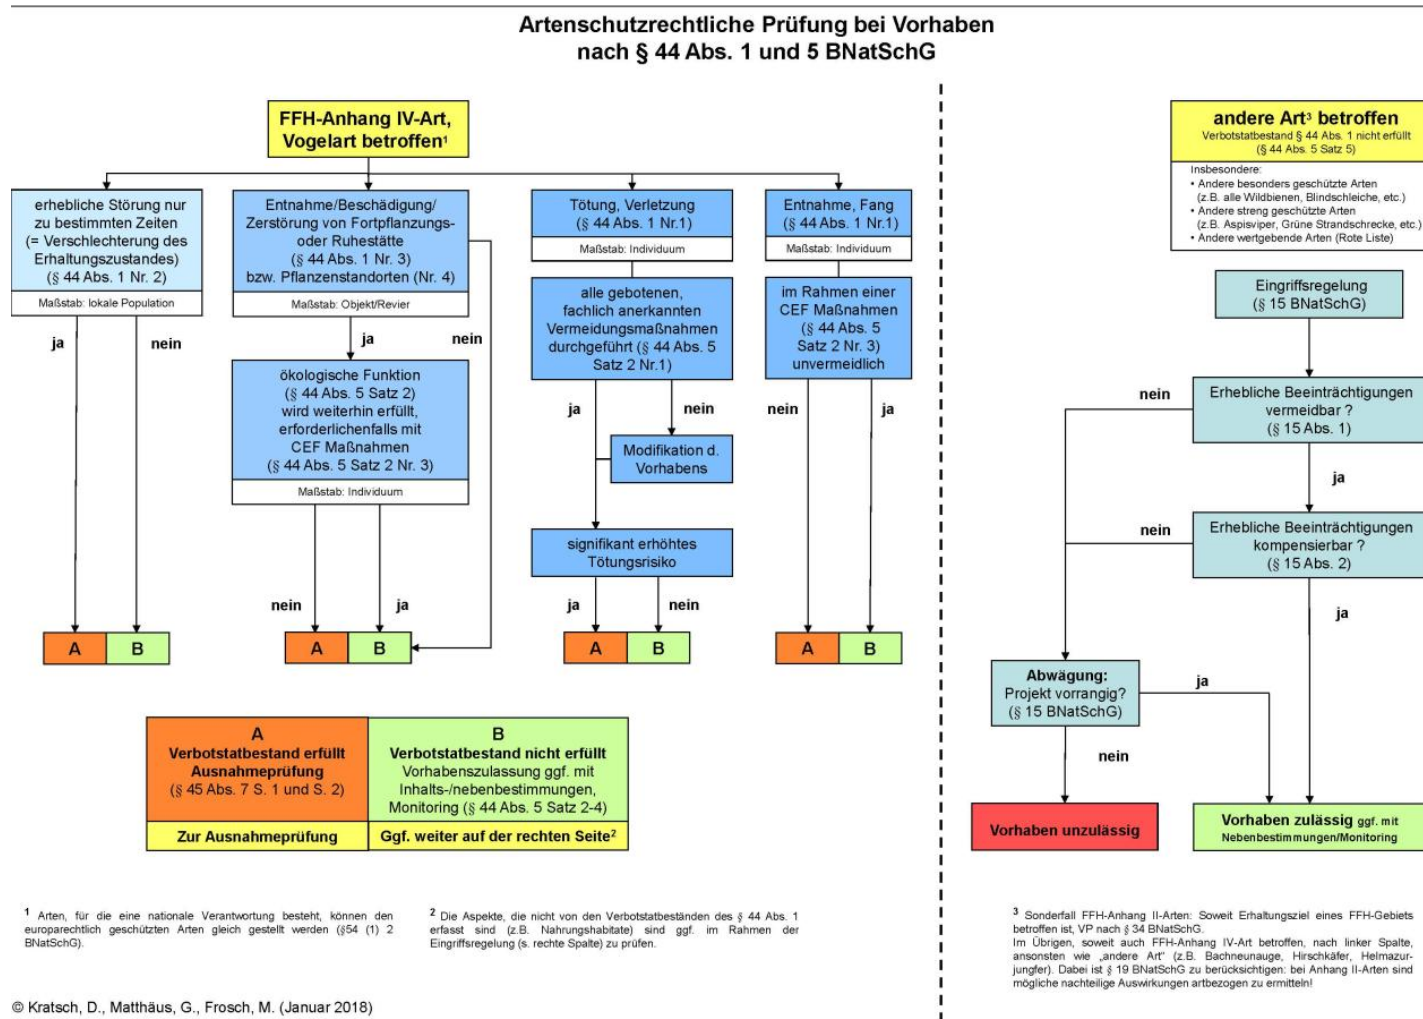 Artenschutzrechtliche Prüfung bei Vorhaben
nach § 44 Abs. 1 und 5 BNatSchG
FFH-Anhang IV-Art,
Vogelart betroffen¹
erhebliche Störung nur
zu bestimmten Zeiten
(= Verschlechterung des
Erhaltungszustandes)
(§ 44 Abs. 1 Nr. 2)
Maßstab: lokale Population
ja
nein
A
B
Entnahme/Beschädigung/
Zerstörung von Fortpflanzungs-
oder Ruhestätte
(§ 44 Abs. 1 Nr. 3)
bzw. Pflanzenstandorten (Nr. 4)
Maßstab: Objekt/Revier
ja
nein
ökologische Funktion
(§ 44 Abs. 5 Satz 2)
wird weiterhin erfüllt,
erforderlichenfalls mit
CEF Maßnahmen
(§ 44 Abs. 5 Satz 2 Nr. 3)
Maßstab: Individuum
nein
ja
A
B
Tötung, Verletzung
(§ 44 Abs. 1 Nr.1)
Maßstab: Individuum
alle gebotenen,
fachlich anerkannten
Vermeidungsmaßnahmen
durchgeführt (§ 44 Abs. 5
Satz 2 Nr.1)
ja
nein
Modifikation d.
Vorhabens
signifikant erhöhtes
Tötungsrisiko
ja
nein
A
B
Entnahme, Fang
(§ 44 Abs. 1 Nr.1)
Maßstab: Individuum
im Rahmen einer
CEF Maßnahmen
(§ 44 Abs. 5
Satz 2 Nr. 3)
unvermeidlich
nein
ja
A
B
A
Verbotstatbestand erfüllt
Ausnahmeprüfung
(§ 45 Abs. 7 S. 1 und S. 2)
Zur Ausnahmeprüfung
B
Verbotstatbestand nicht erfüllt
Vorhabenszulassung ggf. mit
Inhalts-/nebenbestimmungen,
Monitoring (§ 44 Abs. 5 Satz 2-4)
Ggf. weiter auf der rechten Seite²
andere Art³ betroffen
Verbotstatbestand § 44 Abs. 1 nicht erfüllt
(§ 44 Abs. 5 Satz 5)
Insbesondere:
• Andere besonders geschützte Arten
(z.B. alle Wildbienen, Blindschleiche, etc.)
• Andere streng geschützte Arten
(z.B. Aspisviper, Grüne Strandschrecke, etc.)
• Andere wertgebende Arten (Rote Liste)
Eingriffsregelung
(§ 15 BNatSchG)
Erhebliche Beeinträchtigungen
vermeidbar ?
(§ 15 Abs. 1)
nein
ja
Erhebliche Beeinträchtigungen
kompensierbar ?
(§ 15 Abs. 2)
nein
ja
Abwägung:
Projekt vorrangig?
(§ 15 BNatSchG)
ja
nein
Vorhaben unzulässig
Vorhaben zulässig ggf. mit
Nebenbestimmungen/Monitoring
¹ Arten, für die eine nationale Verantwortung besteht, können den
europarechtlich geschützten Arten gleich gestellt werden (§54 (1) 2
BNatSchG).
² Die Aspekte, die nicht von den Verbotstatbeständen des § 44 Abs. 1
erfasst sind (z.B. Nahrungshabitate) sind ggf. im Rahmen der
Eingriffsregelung (s. rechte Spalte) zu prüfen.
³ Sonderfall FFH-Anhang II-Arten: Soweit Erhaltungsziel eines FFH-Gebiets
betroffen ist, VP nach § 34 BNatSchG.
Im Übrigen, soweit auch FFH-Anhang IV-Art betroffen, nach linker Spalte,
ansonsten wie „andere Art“ (z.B. Bachneunauge, Hirschkäfer, Helmazur-
jungfer). Dabei ist § 19 BNatSchG zu berücksichtigen: bei Anhang II-Arten sind
mögliche nachteilige Auswirkungen artbezogen zu ermitteln!
© Kratsch, D., Matthäus, G., Frosch, M. (Januar 2018)